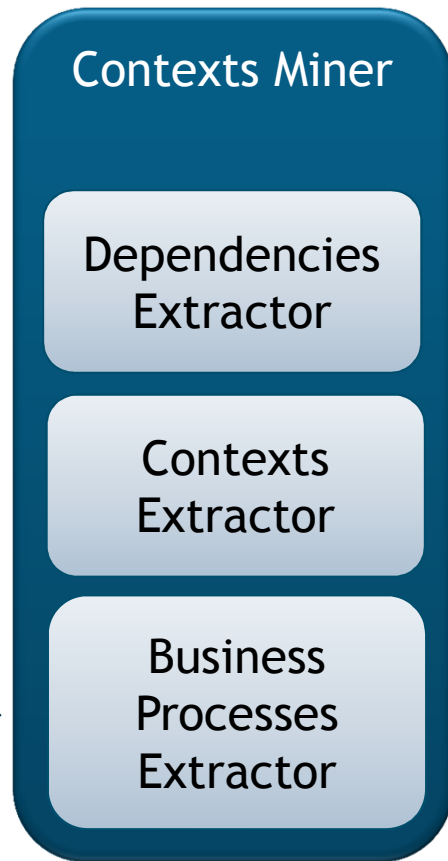 Contexts Miner
Dependencies
Extractor
Contexts
Extractor
Business
Processes
Extractor